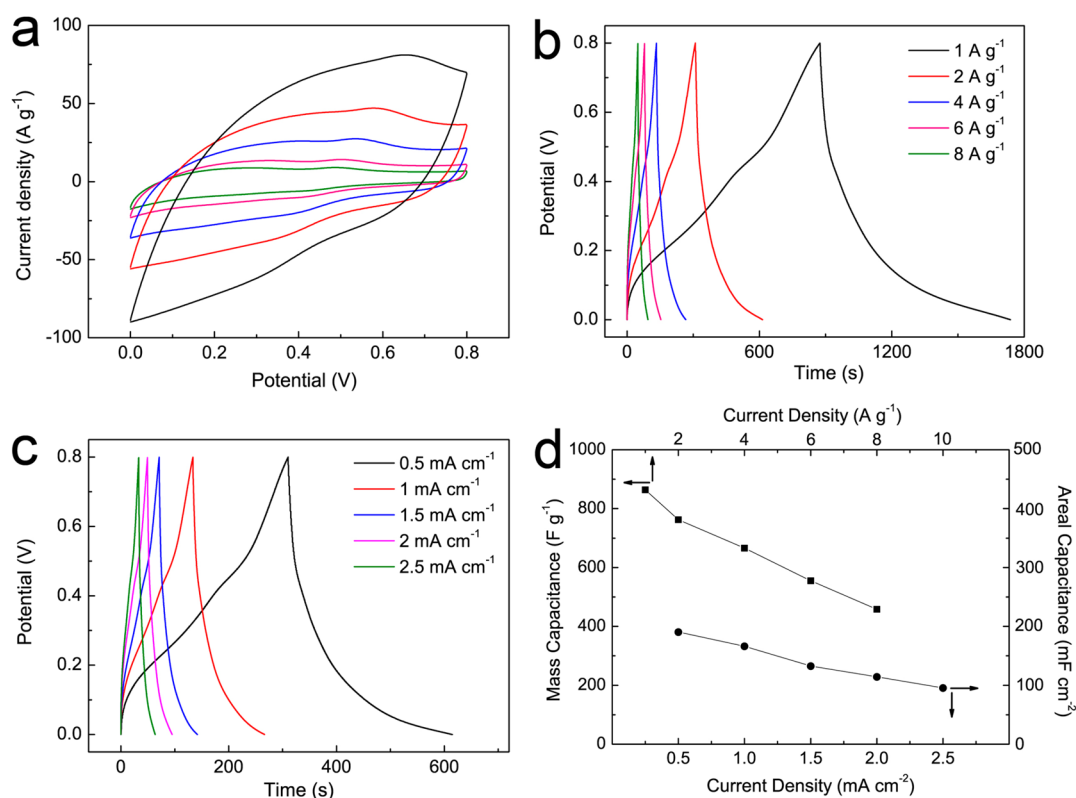 a
100
50
0
-50
-100
Current density (A g⁻¹)
0.0 0.2 0.4 0.6 0.8
Potential (V)
b
0.8
0.6
0.4
0.2
0.0
Potential (V)
1 A g⁻¹
2 A g⁻¹
4 A g⁻¹
6 A g⁻¹
8 A g⁻¹
0 600 1200 1800
Time (s)
c
0.8
0.6
0.4
0.2
0.0
Potential (V)
0.5 mA cm⁻¹
1 mA cm⁻¹
1.5 mA cm⁻¹
2 mA cm⁻¹
2.5 mA cm⁻¹
0 200 400 600
Time (s)
d
Current Density (A g⁻¹)
2 4 6 8 10
1000
800
600
400
200
0
Mass Capacitance (F g⁻¹)
500
400
300
200
100
0
Areal Capacitance (mF cm⁻²)
0.5 1.0 1.5 2.0 2.5
Current Density (mA cm⁻²)